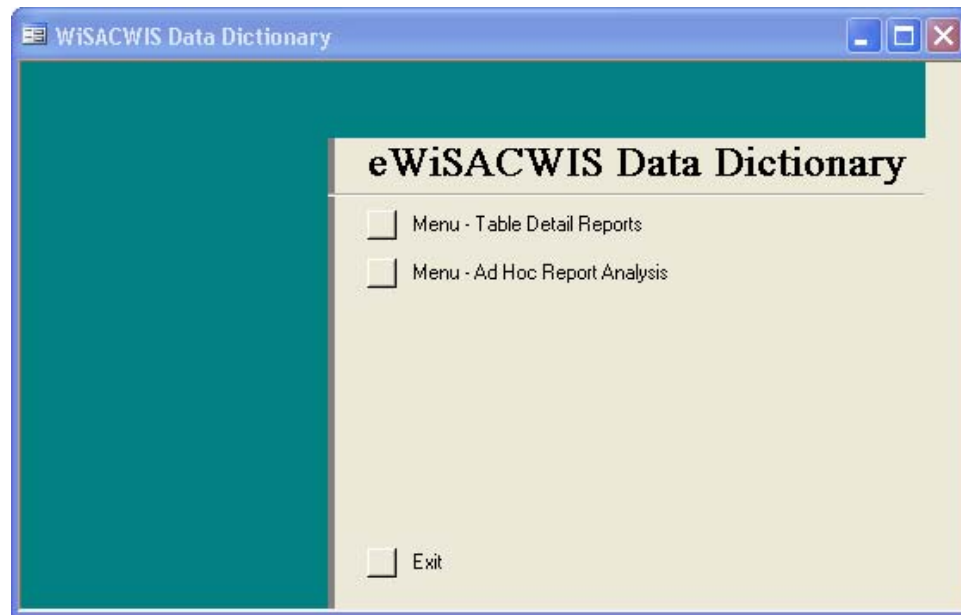 WiSACWIS Data Dictionary
eWiSACWIS Data Dictionary
Menu - Table Detail Reports
Menu - Ad Hoc Report Analysis
Exit